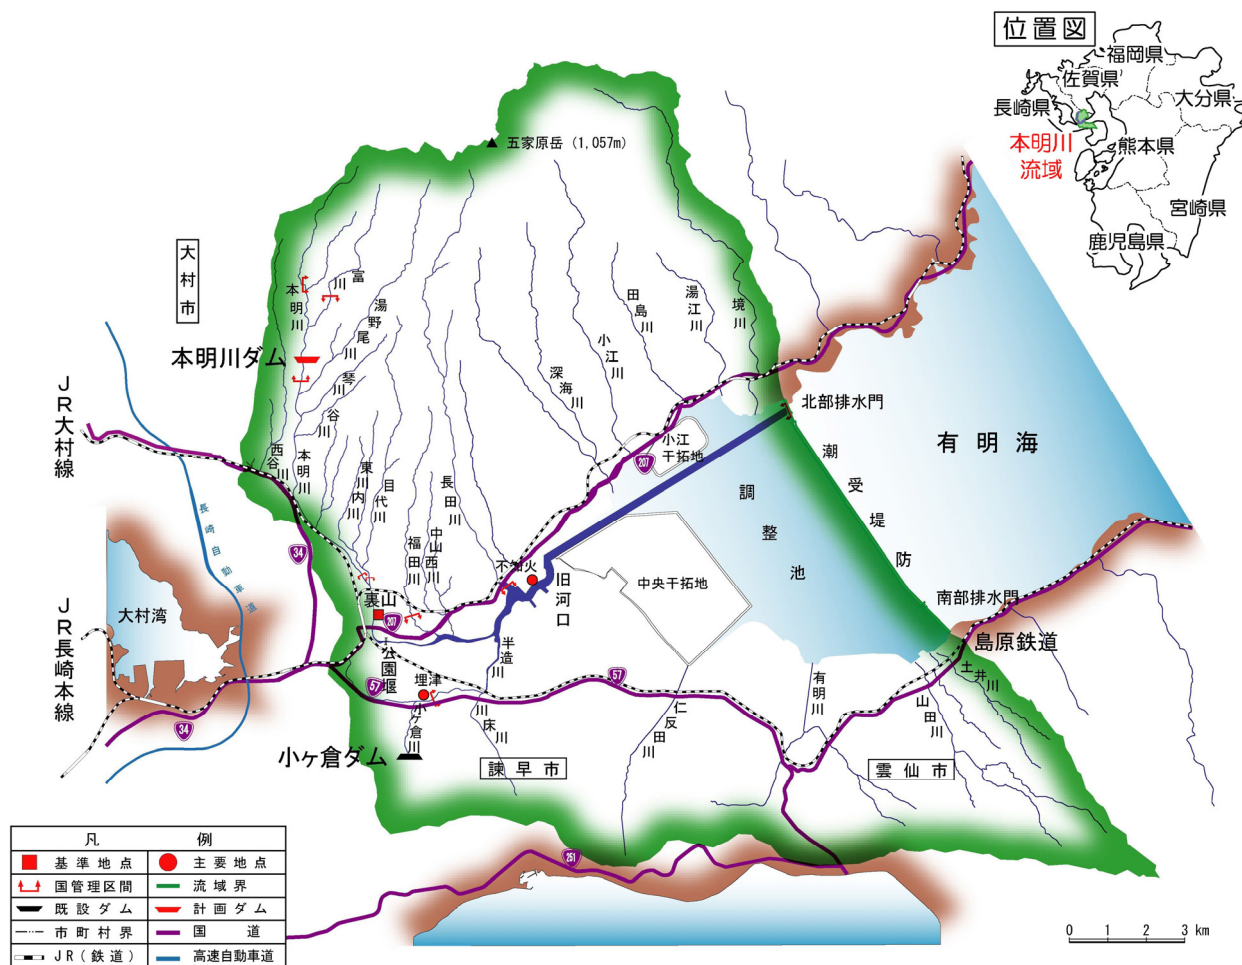 位置図
福岡県
佐賀県
長崎県
大分県
本明川
流域
熊本県
宮崎県
鹿児島県
五家原岳 (1,057m)
大村市
本明川
富川
湯野尾川
琴川
谷川
本明川ダム
田島川
湯江川
境川
小江川
深海川
北部排水門
有明海
JR大村線
西谷川
本明川
東川内川
目代川
長田川
小江
干拓地
207
潮受堤防
調整池
長崎自動車道
34
福田川
中山西川
不知火
旧河口
中央干拓地
南部排水門
島原鉄道
大村湾
裏山
207
JR長崎本線
公園堰
半造川
57
埋津
57
有明川
土井川
山田川
34
小ヶ倉川
川床川
仁反田川
小ヶ倉ダム
諫早市
雲仙市
251
凡例
基準地点
主要地点
国管理区間
流域界
既設ダム
計画ダム
市町村界
国道
JR(鉄道)
高速自動車道
0 1 2 3 km